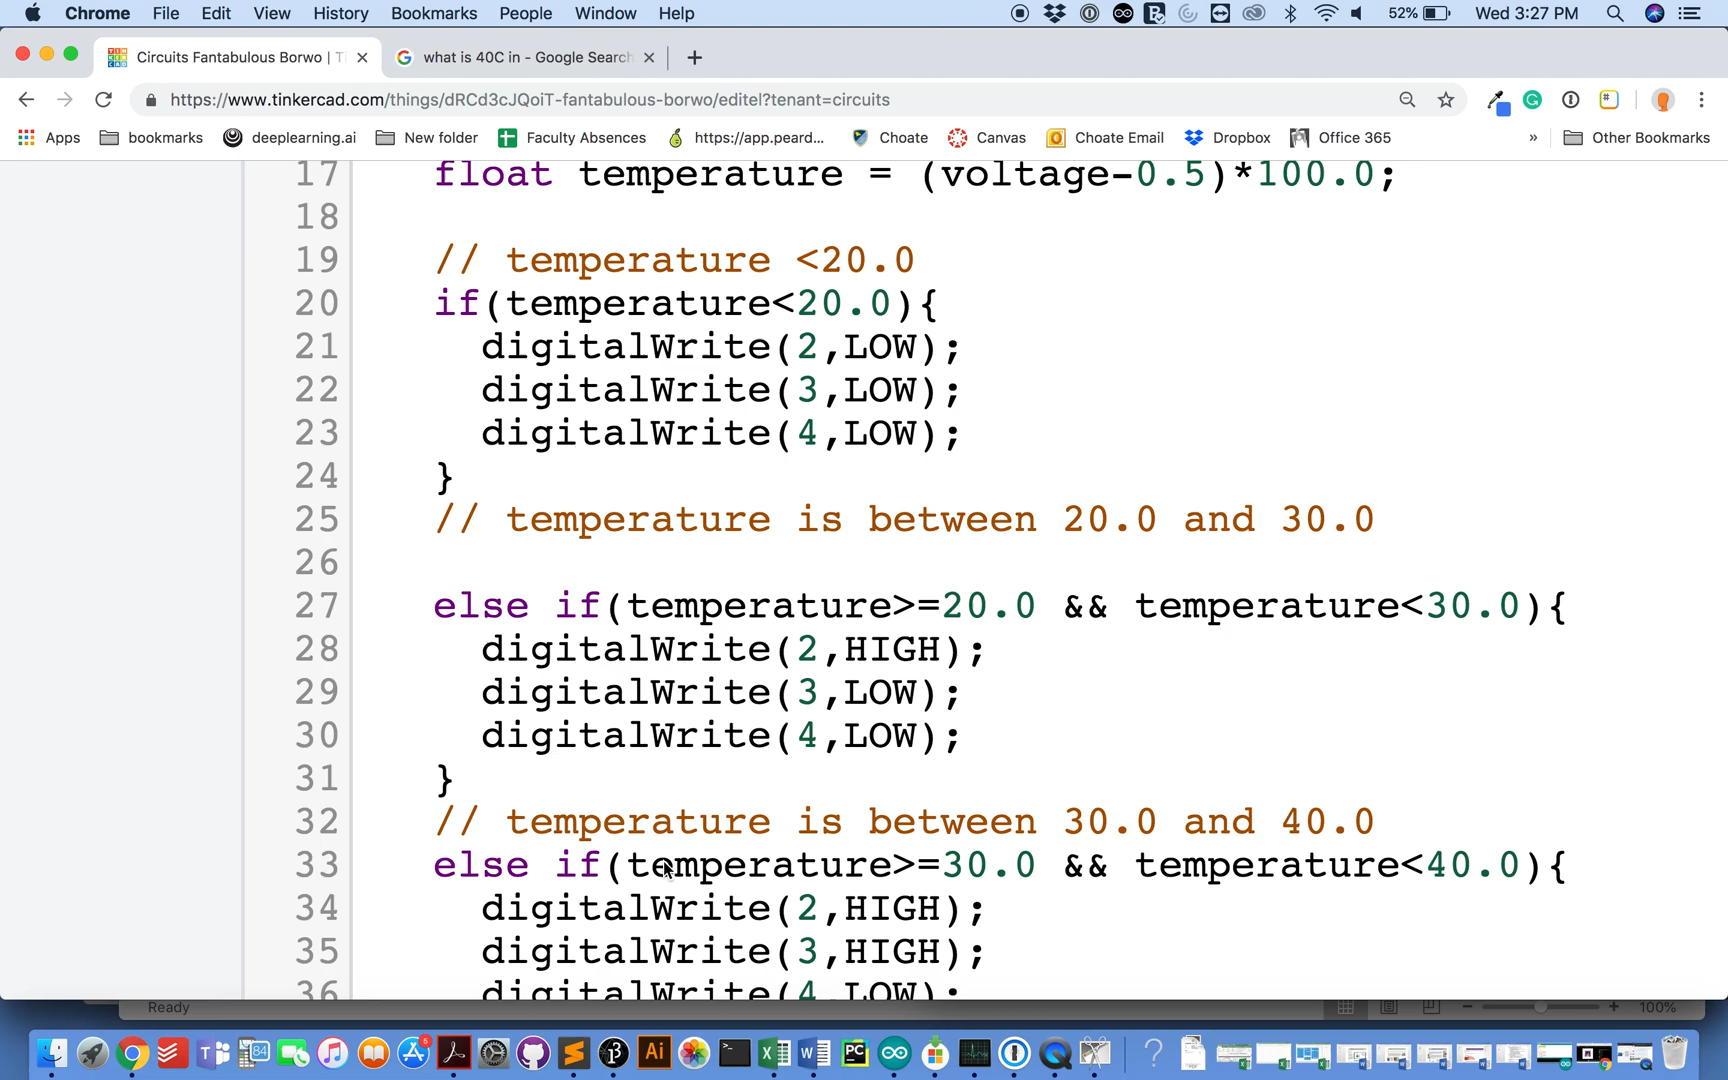 Chrome File Edit View History Bookmarks People Window Help 52% Wed 3:27 PM
Circuits Fantabulous Borwo | Ti what is 40C in - Google Search
https://www.tinkercad.com/things/dRCd3cJQoiT-fantabulous-borwo/editel?tenant=circuits
Apps bookmarks deeplearning.ai New folder Faculty Absences https://app.peard... Choate Canvas Choate Email Dropbox Office 365 » Other Bookmarks
17 float temperature = (voltage-0.5)*100.0;
18
19 // temperature <20.0
20 if(temperature<20.0){
21 digitalWrite(2,LOW);
22 digitalWrite(3,LOW);
23 digitalWrite(4,LOW);
24 }
25 // temperature is between 20.0 and 30.0
26
27 else if(temperature>=20.0 && temperature<30.0){
28 digitalWrite(2,HIGH);
29 digitalWrite(3,LOW);
30 digitalWrite(4,LOW);
31 }
32 // temperature is between 30.0 and 40.0
33 else if(temperature>=30.0 && temperature<40.0){
34 digitalWrite(2,HIGH);
35 digitalWrite(3,HIGH);
36 digitalWrite(4,LOW);
Ready 100%